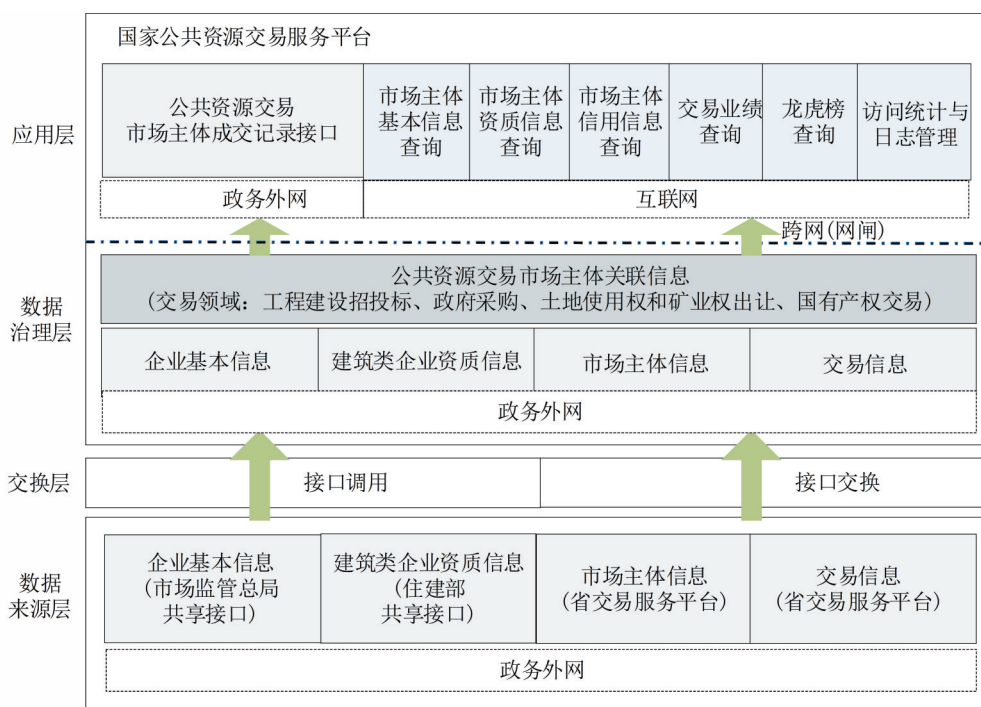 国家公共资源交易服务平台
应用层
公共资源交易
市场主体成交记录接口
市场主体
基本信息
查询
市场主体
资质信息
查询
市场主体
信用信息
查询
交易业绩
查询
龙虎榜
查询
访问统计与
日志管理
政务外网
互联网
跨网(网闸)
数据
治理层
公共资源交易市场主体关联信息
(交易领域：工程建设招投标、政府采购、土地使用权和矿业权出让、国有产权交易)
企业基本信息
建筑类企业资质信息
市场主体信息
交易信息
政务外网
交换层
接口调用
接口交换
数据
来源层
企业基本信息
(市场监管总局
共享接口)
建筑类企业资质信息
(住建部
共享接口)
市场主体信息
(省交易服务平台)
交易信息
(省交易服务平台)
政务外网